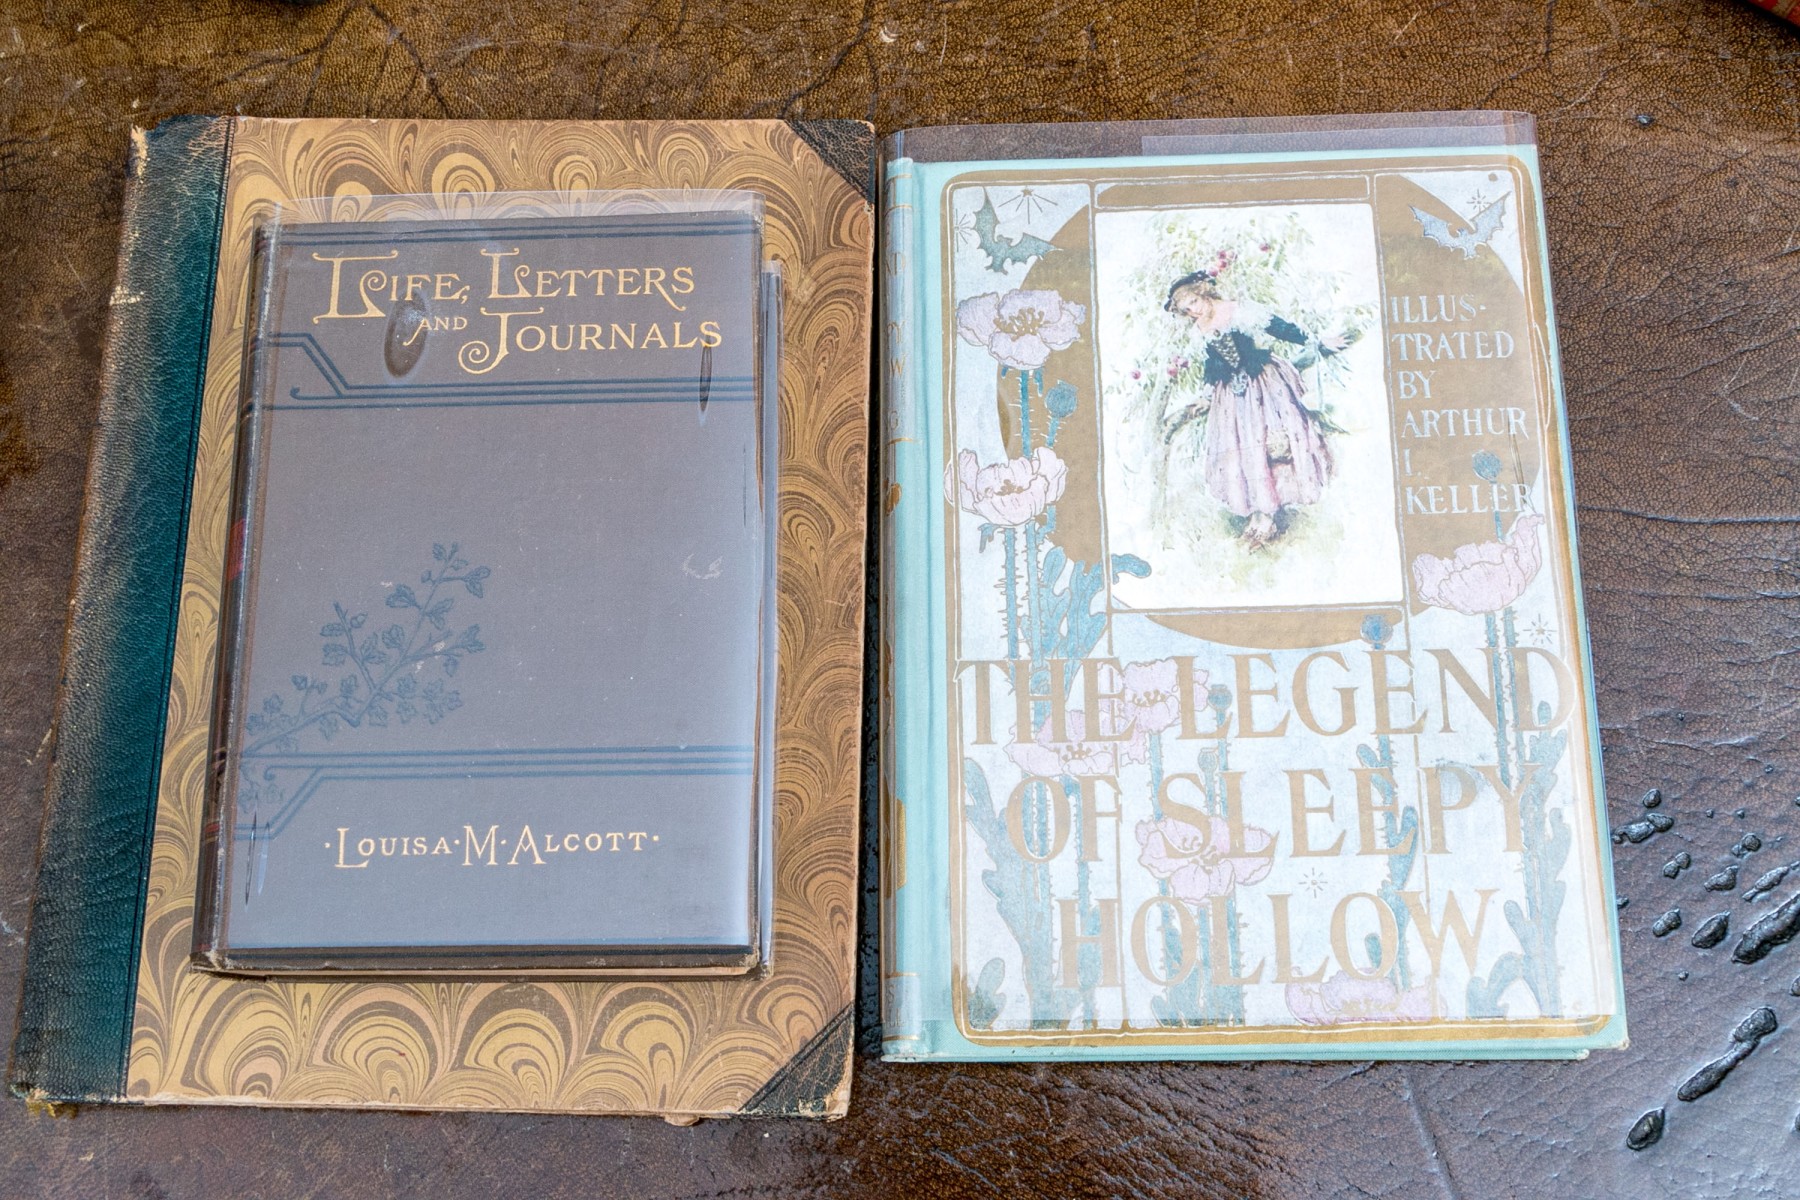 LIFE, LETTERS
AND JOURNALS
·LOUISA·M·ALCOTT·
ILLUS-
TRATED
BY
ARTHUR
I.
KELLER
THE LEGEND
OF SLEEPY
HOLLOW